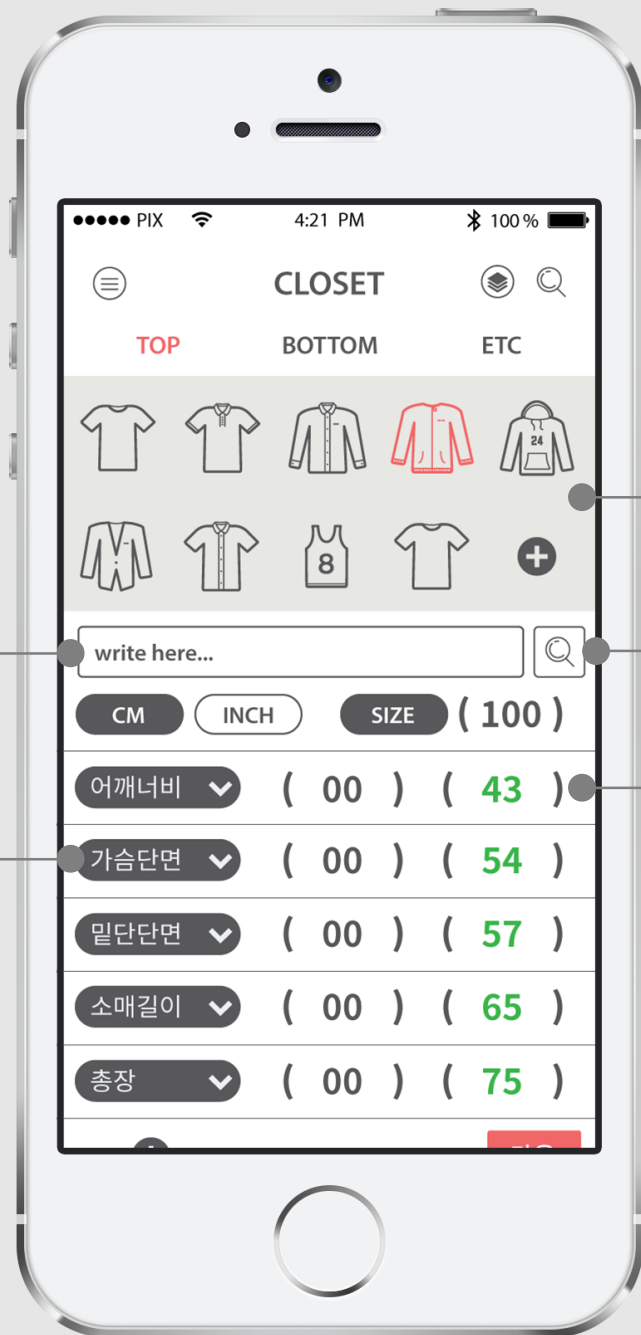 ●●●●● PIX 4:21 PM 100 %
CLOSET
TOP BOTTOM ETC
24
8
write here...
CM INCH SIZE ( 100 )
어깨너비 ( 00 ) ( 43 )
가슴단면 ( 00 ) ( 54 )
밑단단면 ( 00 ) ( 57 )
소매길이 ( 00 ) ( 65 )
총장 ( 00 ) ( 75 )